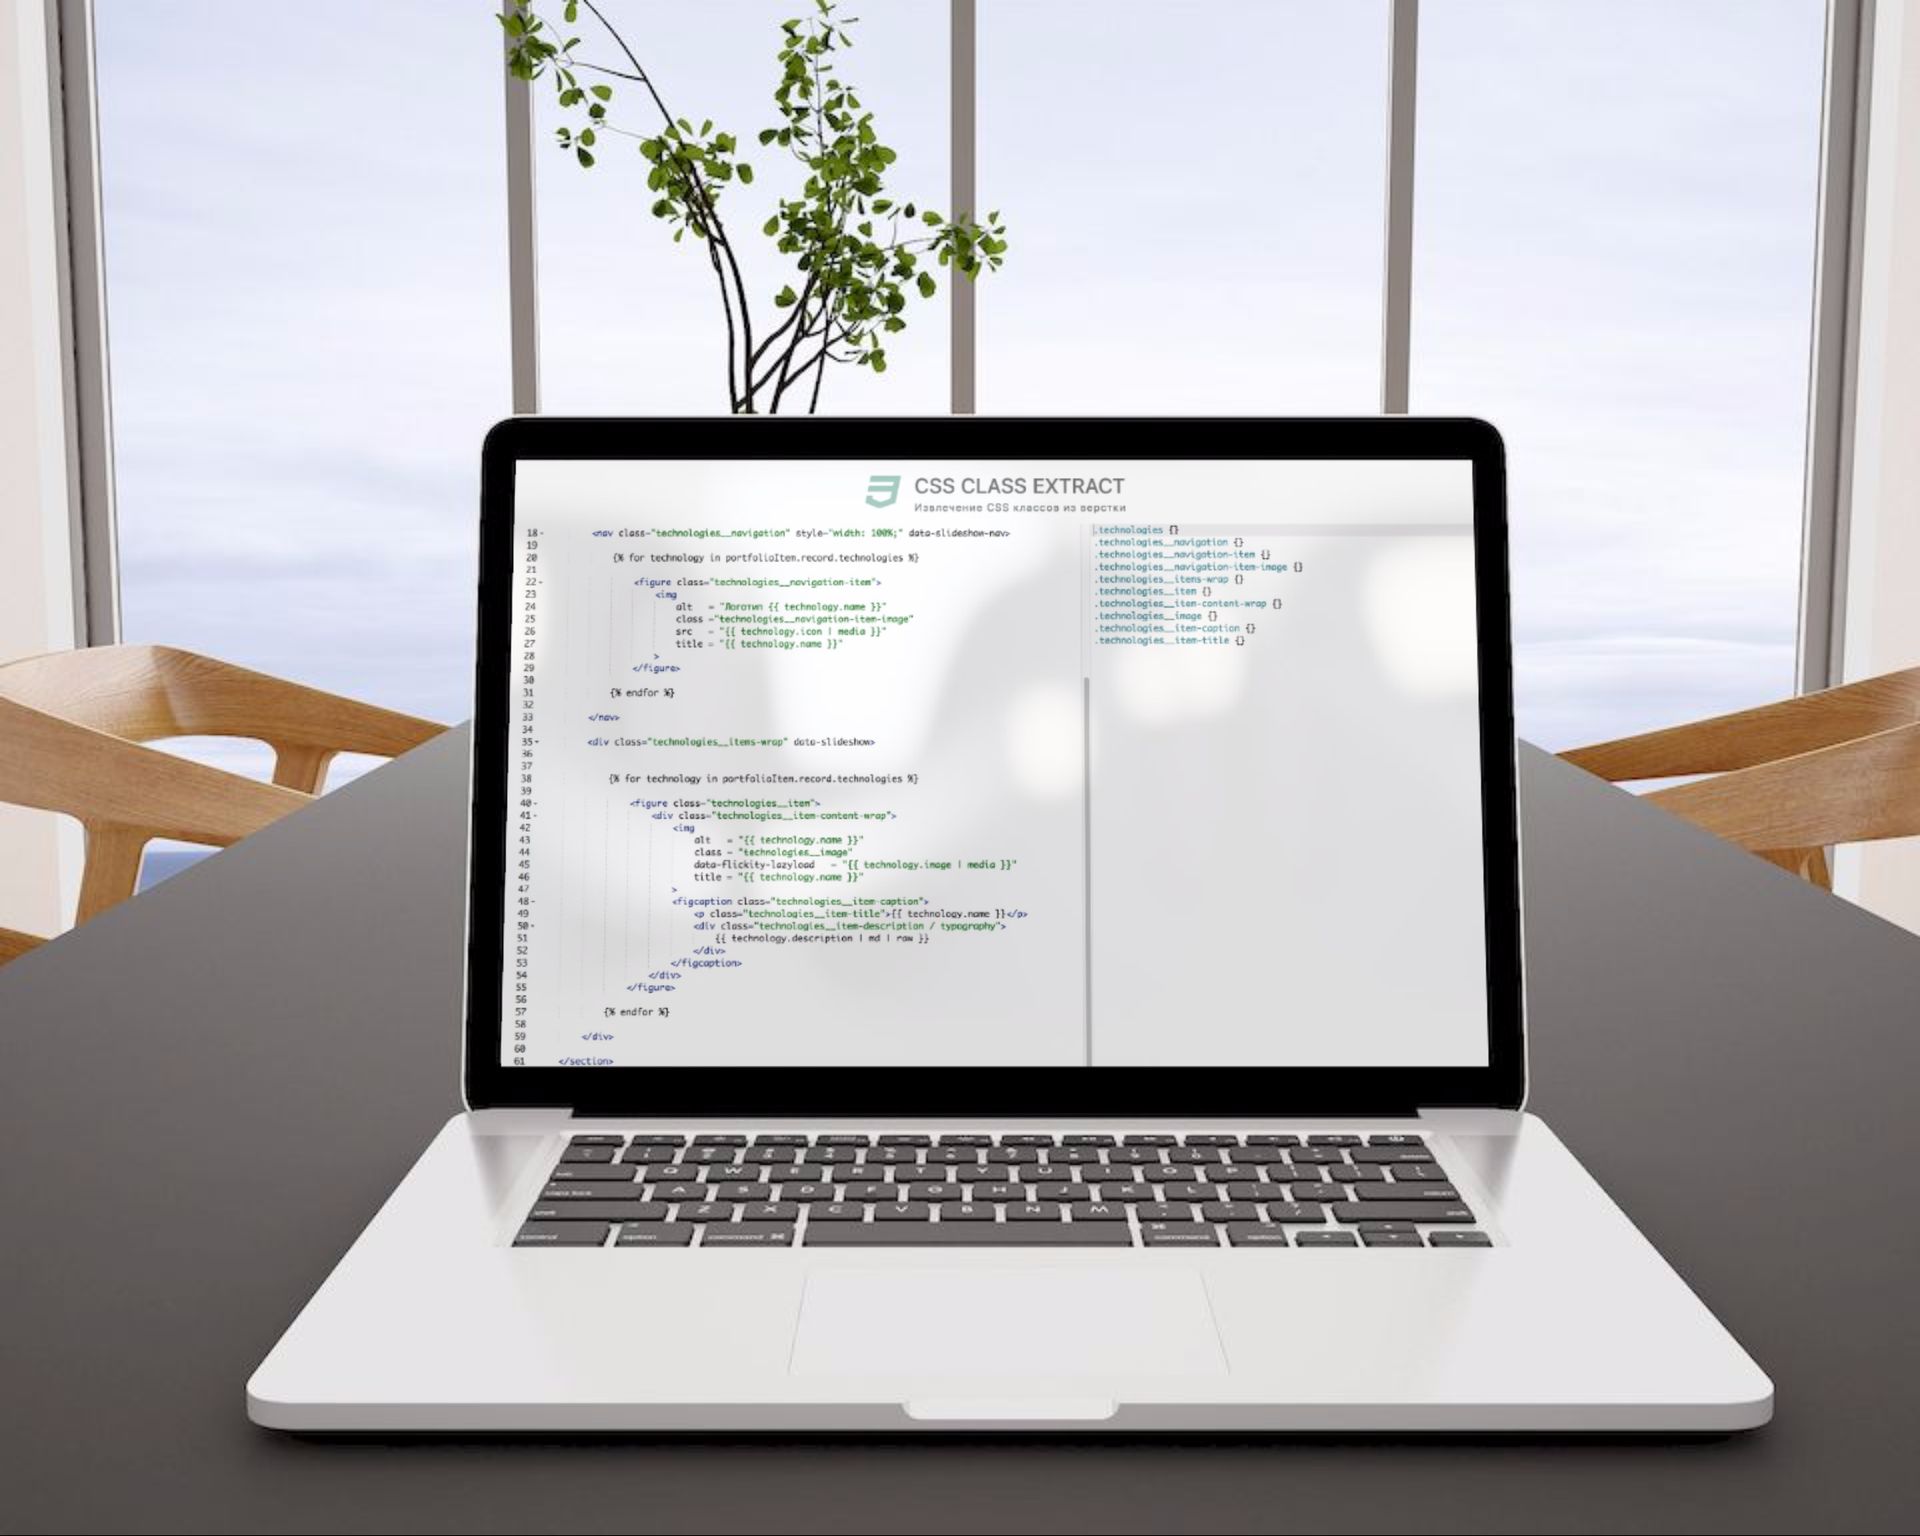 CSS CLASS EXTRACT
Извлечение CSS классов из верстки
18 <nav class="technologies__navigation" style="width: 100%;" data-slideshow-nav>
19
20 {% for technology in portfolioItem.record.technologies %}
21
22 <figure class="technologies__navigation-item">
23 <img
24 alt = "Логотип {{ technology.name }}"
25 class ="technologies__navigation-item-image"
26 src = "{{ technology.icon | media }}"
27 title = "{{ technology.name }}"
28 >
29 </figure>
30
31 {% endfor %}
32
33 </nav>
34
35 <div class="technologies__items-wrap" data-slideshow>
36
37
38 {% for technology in portfolioItem.record.technologies %}
39
40 <figure class="technologies__item">
41 <div class="technologies__item-content-wrap">
42 <img
43 alt = "{{ technology.name }}"
44 class = "technologies__image"
45 data-flickity-lazyload = "{{ technology.image | media }}"
46 title = "{{ technology.name }}"
47 >
48 <figcaption class="technologies__item-caption">
49 <p class="technologies__item-title">{{ technology.name }}</p>
50 <div class="technologies__item-description / typography">
51 {{ technology.description | md | raw }}
52 </div>
53 </figcaption>
54 </div>
55 </figure>
56
57 {% endfor %}
58
59 </div>
60
61 </section>
.technologies {}
.technologies__navigation {}
.technologies__navigation-item {}
.technologies__navigation-item-image {}
.technologies__items-wrap {}
.technologies__item {}
.technologies__item-content-wrap {}
.technologies__image {}
.technologies__item-caption {}
.technologies__item-title {}
Q W E R T Y U I O P
A S D F G H J K L
Z X C V B N M
control option command ⌘ ⌘ command option